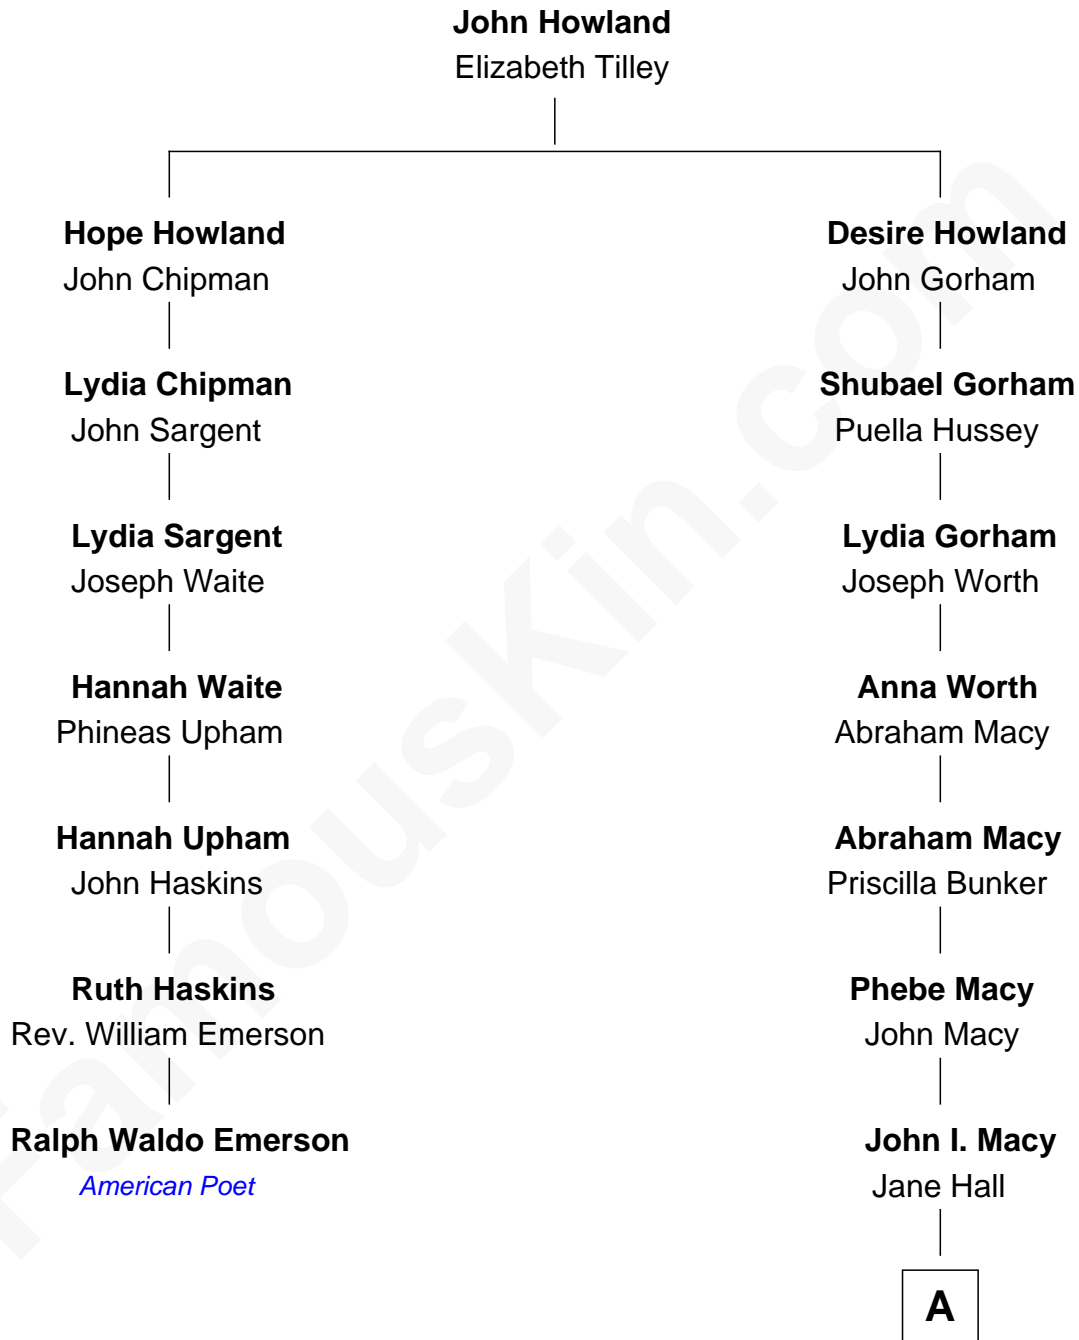 John Howland
Elizabeth Tilley
Hope Howland
John Chipman
Desire Howland
John Gorham
Lydia Chipman
John Sargent
Shubael Gorham
Puella Hussey
Lydia Sargent
Joseph Waite
Lydia Gorham
Joseph Worth
Hannah Waite
Phineas Upham
Anna Worth
Abraham Macy
Hannah Upham
John Haskins
Abraham Macy
Priscilla Bunker
Ruth Haskins
Rev. William Emerson
Phebe Macy
John Macy
Ralph Waldo Emerson
American Poet
John I. Macy
Jane Hall
A
FamousKin.com